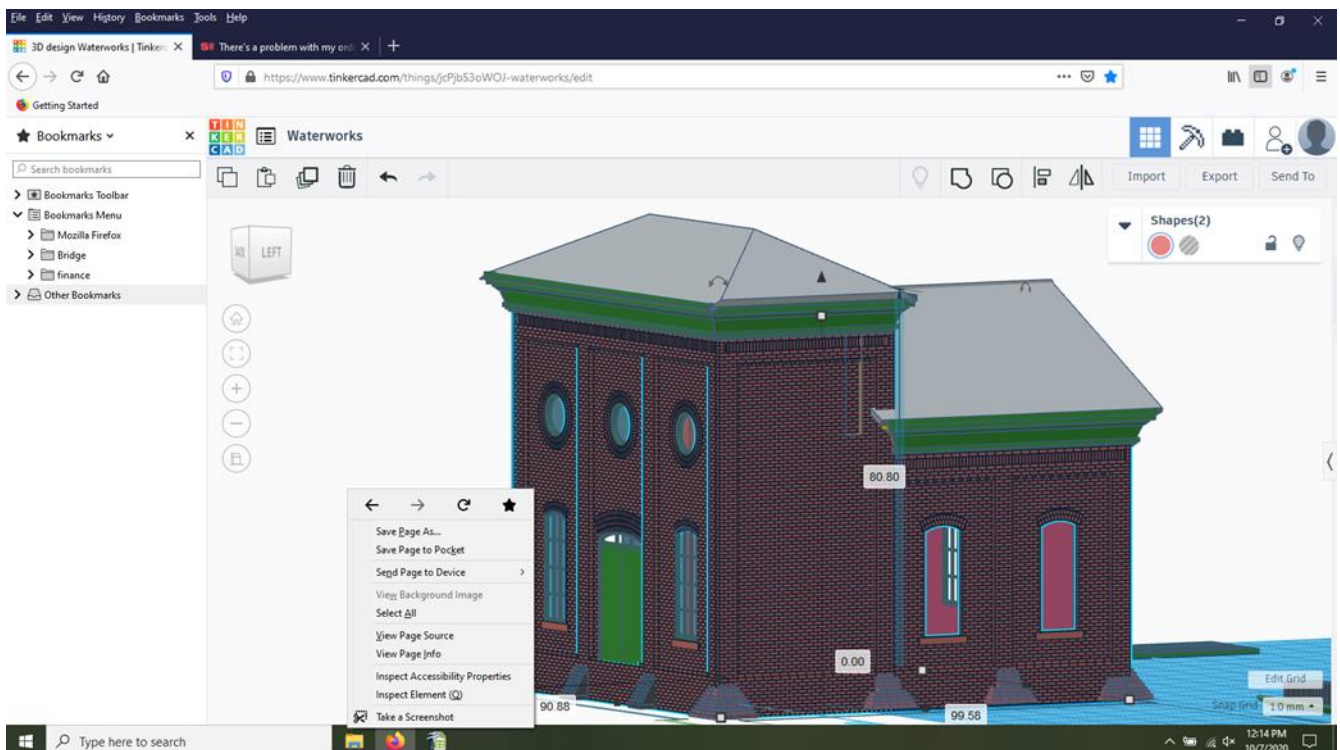 File Edit View History Bookmarks Tools Help
3D design Waterworks | Tinkerc
There's a problem with my ord
https://www.tinkercad.com/things/jcPjbS3oWOJ-waterworks/edit
Getting Started
Bookmarks
TIN
KER
CAD
Waterworks
Search bookmarks
Bookmarks Toolbar
Bookmarks Menu
Mozilla Firefox
Bridge
finance
Other Bookmarks
Import
Export
Send To
Shapes(2)
LEFT
80.80
0.00
90.88
99.58
Save Page As...
Save Page to Pocket
Send Page to Device
View Background Image
Select All
View Page Source
View Page Info
Inspect Accessibility Properties
Inspect Element (Q)
Take a Screenshot
Edit Grid
Snap Grid 1.0 mm
Type here to search
12:14 PM
10/7/2020